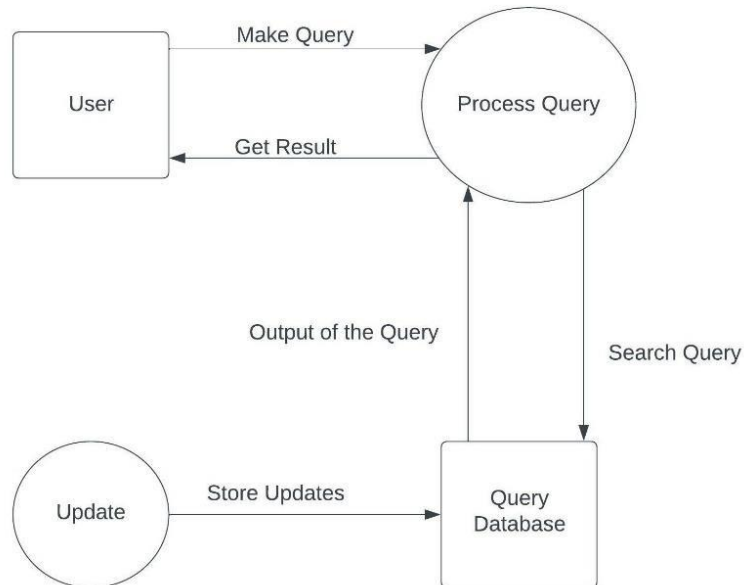 Make Query
User
Process Query
Get Result
Output of the Query
Search Query
Store Updates
Update
Query
Database